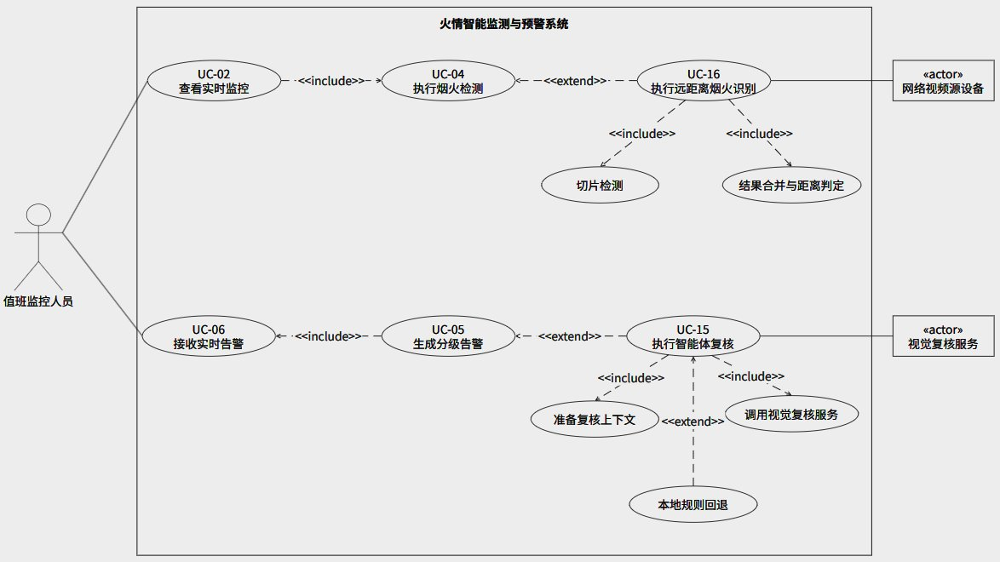 火情智能监测与预警系统
UC-02
查看实时监控
<<include>>
UC-04
执行烟火检测
<<extend>>
UC-16
执行远距离烟火识别
«actor»
网络视频源设备
<<include>>
<<include>>
切片检测
结果合并与距离判定
值班监控人员
UC-06
接收实时告警
<<include>>
UC-05
生成分级告警
<<extend>>
UC-15
执行智能体复核
«actor»
视觉复核服务
<<include>>
<<include>>
准备复核上下文
<<extend>>
调用视觉复核服务
本地规则回退